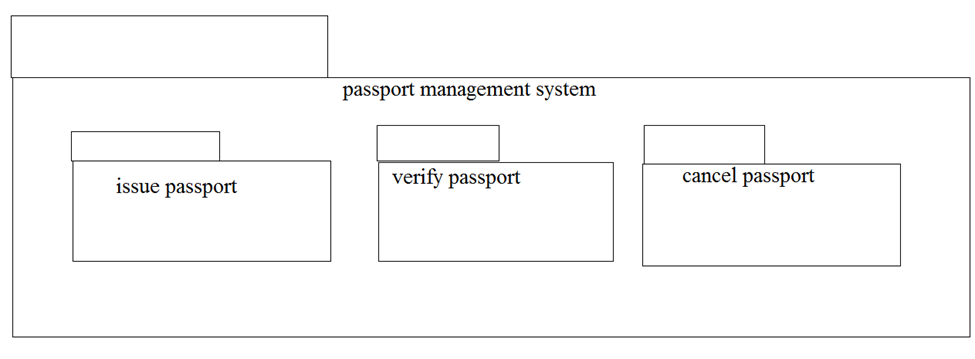 passport management system
issue passport
verify passport
cancel passport